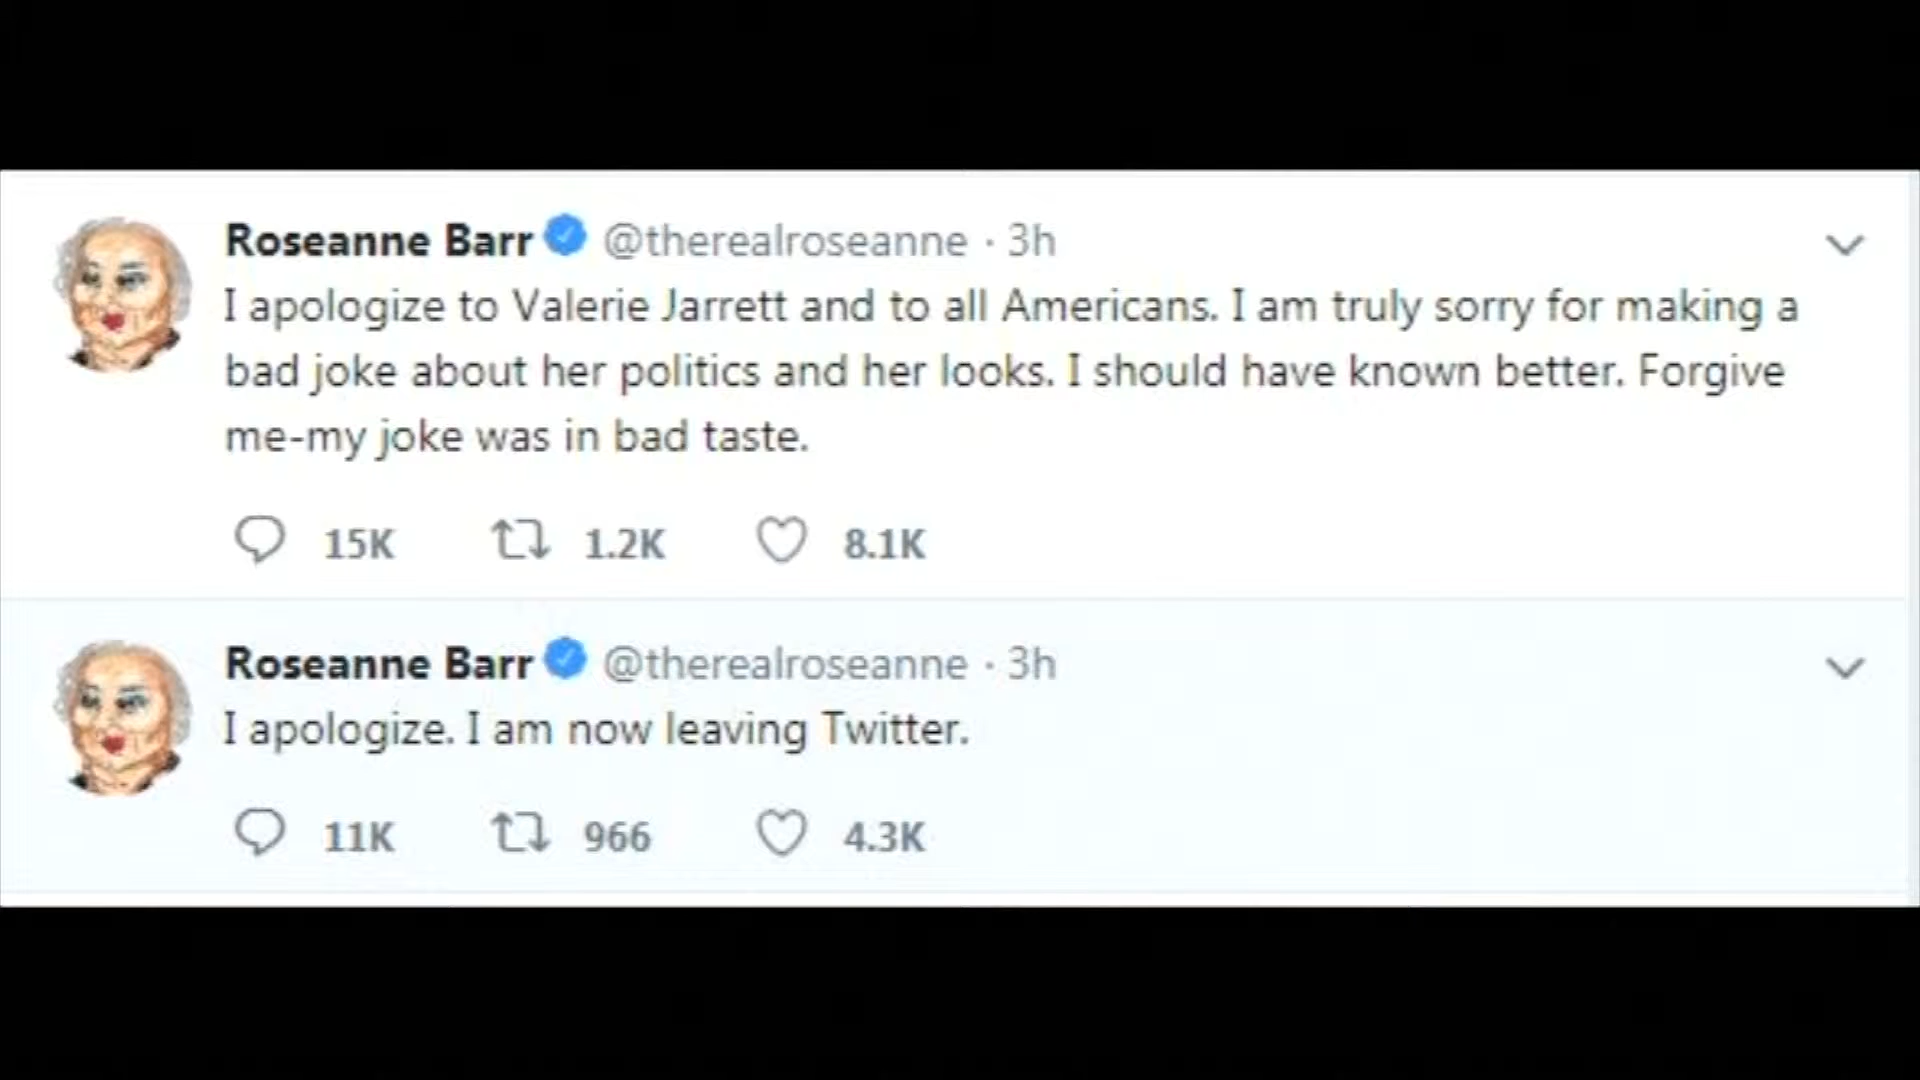 Roseanne Barr @therealroseanne · 3h
I apologize to Valerie Jarrett and to all Americans. I am truly sorry for making a
bad joke about her politics and her looks. I should have known better. Forgive
me-my joke was in bad taste.
15K 1.2K 8.1K
Roseanne Barr @therealroseanne · 3h
I apologize. I am now leaving Twitter.
11K 966 4.3K